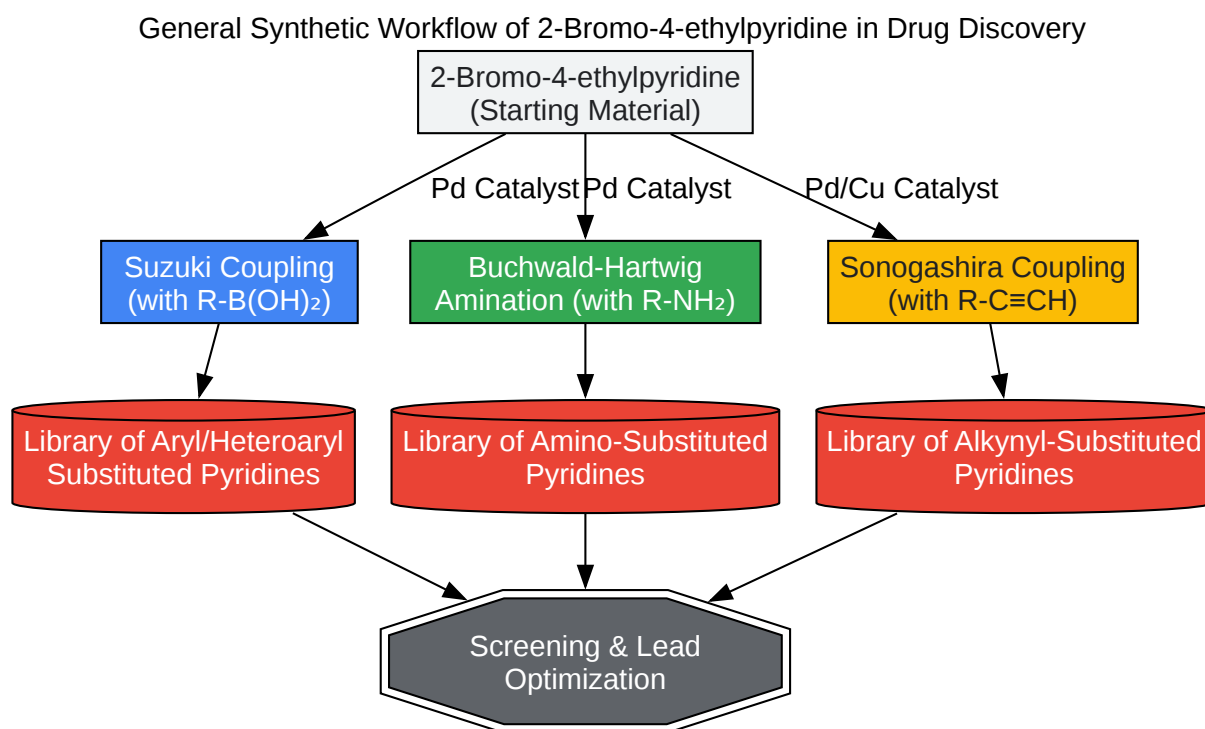 General Synthetic Workflow of 2-Bromo-4-ethylpyridine in Drug Discovery
2-Bromo-4-ethylpyridine
(Starting Material)
Pd Catalyst
Pd Catalyst
Pd/Cu Catalyst
Suzuki Coupling
(with R-B(OH)₂)
Buchwald-Hartwig
Amination (with R-NH₂)
Sonogashira Coupling
(with R-C≡CH)
Library of Aryl/Heteroaryl
Substituted Pyridines
Library of Amino-Substituted
Pyridines
Library of Alkynyl-Substituted
Pyridines
Screening & Lead
Optimization